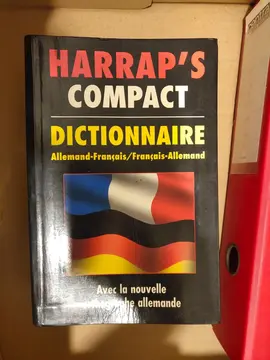 HARRAP'S
COMPACT
DICTIONNAIRE
Allemand-Français/Français-Allemand
Avec la nouvelle
allemande